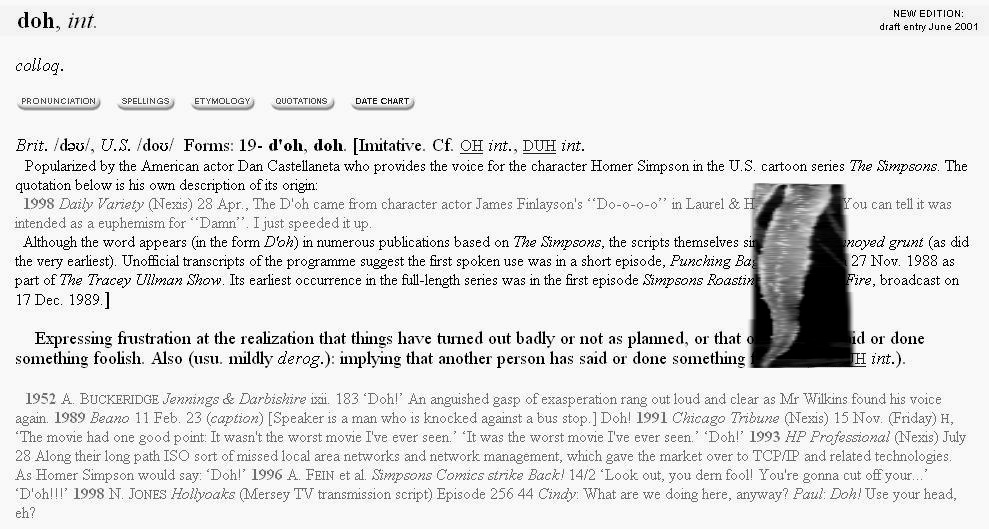 doh, int.
NEW EDITION:
draft entry June 2001
colloq.
PRONUNCIATION SPELLINGS ETYMOLOGY QUOTATIONS DATE CHART
Brit. /dəʊ/, U.S. /doʊ/ Forms: 19- d'oh, doh. [Imitative. Cf. OH int., DUH int.
Popularized by the American actor Dan Castellaneta who provides the voice for the character Homer Simpson in the U.S. cartoon series The Simpsons. The
quotation below is his own description of its origin:
1998 Daily Variety (Nexis) 28 Apr., The D'oh came from character actor James Finlayson's ‘‘Do-o-o-o’’ in Laurel & You can tell it was
intended as a euphemism for ‘‘Damn’’. I just speeded it up.
Although the word appears (in the form D'oh) in numerous publications based on The Simpsons, the scripts themselves grunt (as did
the very earliest). Unofficial transcripts of the programme suggest the first spoken use was in a short episode, Punching 27 Nov. 1988 as
part of The Tracey Ullman Show. Its earliest occurrence in the full-length series was in the first episode Simpsons Fire, broadcast on
17 Dec. 1989.]
Expressing frustration at the realization that things have turned out badly or not as planned, or that or done
something foolish. Also (usu. mildly derog.): implying that another person has said or done something int.).
1952 A. BUCKERIDGE Jennings & Darbishire ixii. 183 ‘Doh!’ An anguished gasp of exasperation rang out loud and clear as Mr Wilkins found his voice
again. 1989 Beano 11 Feb. 23 (caption) [Speaker is a man who is knocked against a bus stop.] Doh! 1991 Chicago Tribune (Nexis) 15 Nov. (Friday) H,
‘The movie had one good point: It wasn't the worst movie I've ever seen.’ ‘It was the worst movie I've ever seen.’ ‘Doh!’ 1993 HP Professional (Nexis) July
28 Along their long path ISO sort of missed local area networks and network management, which gave the market over to TCP/IP and related technologies.
As Homer Simpson would say: ‘Doh!’ 1996 A. FEIN et al. Simpsons Comics strike Back! 14/2 ‘Look out, you dern fool! You're gonna cut off your...’
‘D'oh!!!’ 1998 N. JONES Hollyoaks (Mersey TV transmission script) Episode 256 44 Cindy: What are we doing here, anyway? Paul: Doh! Use your head,
eh?